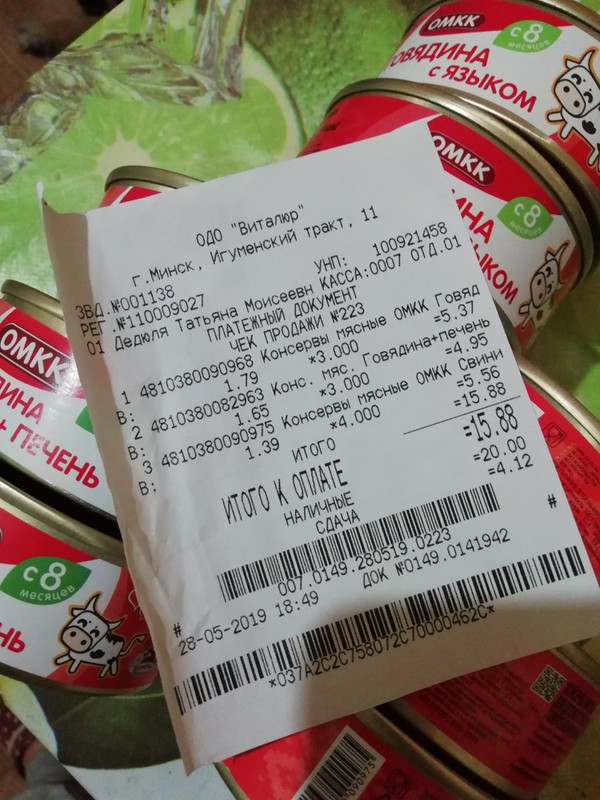 ОМКК
ГОВЯДИНА
С ЯЗЫКОМ
с 8
месяцев
ОМКК
с 8
ОМКК
+ ПЕЧЕНЬ
с 8
месяцев
ОДО "Виталюр"
г.Минск, Игуменский тракт, 11
УНП: 100921458
ЗВД.№001138
КАССА:0007 ОТД.01
РЕГ.№110009027
01 Дедюля Татьяна Моисеевн
ПЛАТЕЖНЫЙ ДОКУМЕНТ
ЧЕК ПРОДАЖИ №223
1 4810380090968 Консервы мясные ОМКК Говяд
В: 1.79 *3.000 =5.37
2 4810380082963 Конс. мяс. Говядина+печень
В: 1.65 *3.000 =4.95
3 4810380090975 Консервы мясные ОМКК Свини
В: 1.39 *4.000 =5.56
ИТОГО =15.88
ИТОГО К ОПЛАТЕ =15.88
НАЛИЧНЫЕ =20.00
СДАЧА =4.12
007.0149.280519.0223
# #
28-05-2019 18:49 ДОК №0149.0141942
*037A2C2C758072C70000462C*